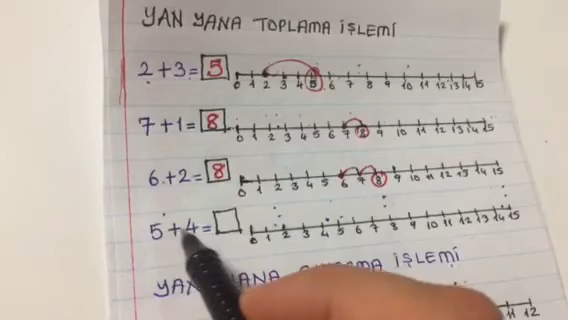 YAN YANA TOPLAMA İŞLEMİ
2+3=5 0 1 2 3 4 5 6 7 8 9 10 11 12 13 14 15
7+1=8 0 1 2 3 4 5 6 7 8 9 10 11 12 13 14 15
6+2=8 0 1 2 3 4 5 6 7 8 9 10 11 12 13 14 15
5+4= 0 1 2 3 4 5 6 7 8 9 10 11 12 13 14 15
YAN YANA İŞLEMİ
11 12